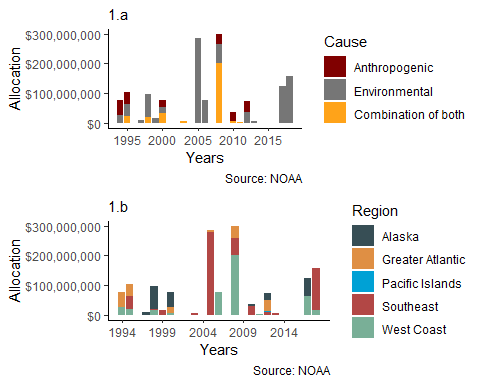 1.a
$300,000,000
$200,000,000
$100,000,000
$0
Allocation
1995 2000 2005 2010 2015
Years
Source: NOAA
Cause
Anthropogenic
Environmental
Combination of both
1.b
$300,000,000
$200,000,000
$100,000,000
$0
Allocation
1994 1999 2004 2009 2014
Years
Source: NOAA
Region
Alaska
Greater Atlantic
Pacific Islands
Southeast
West Coast